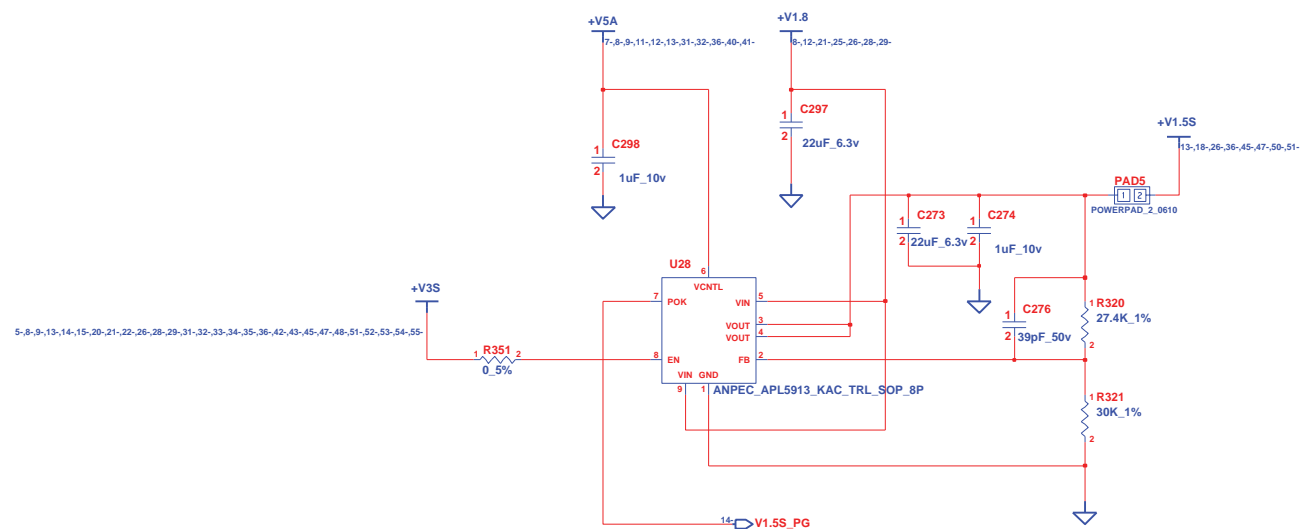 +V5A
7-,8-,9-,11-,12-,13-,31-,32-,36-,40-,41-
+V1.8
8-,12-,21-,25-,26-,28-,29-
1
C297
2
22uF_6.3v
1
C298
2
1uF_10v
+V1.5S
13-,18-,26-,36-,45-,47-,50-,51-
PAD5
1 2
POWERPAD_2_0610
1
C273
2
22uF_6.3v
1
C274
2
1uF_10v
U28
6
VCNTL
7
POK
VIN
5
VOUT
3
VOUT
4
8
EN
FB
2
VIN GND
9
1
ANPEC_APL5913_KAC_TRL_SOP_8P
+V3S
5-,8-,9-,13-,14-,15-,20-,21-,22-,26-,28-,29-,31-,32-,33-,34-,35-,36-,42-,43-,45-,47-,48-,51-,52-,53-,54-,55-
1
R351
2
0_5%
1
C276
2
39pF_50v
1
R320
27.4K_1%
2
1
R321
30K_1%
2
14-
V1.5S_PG